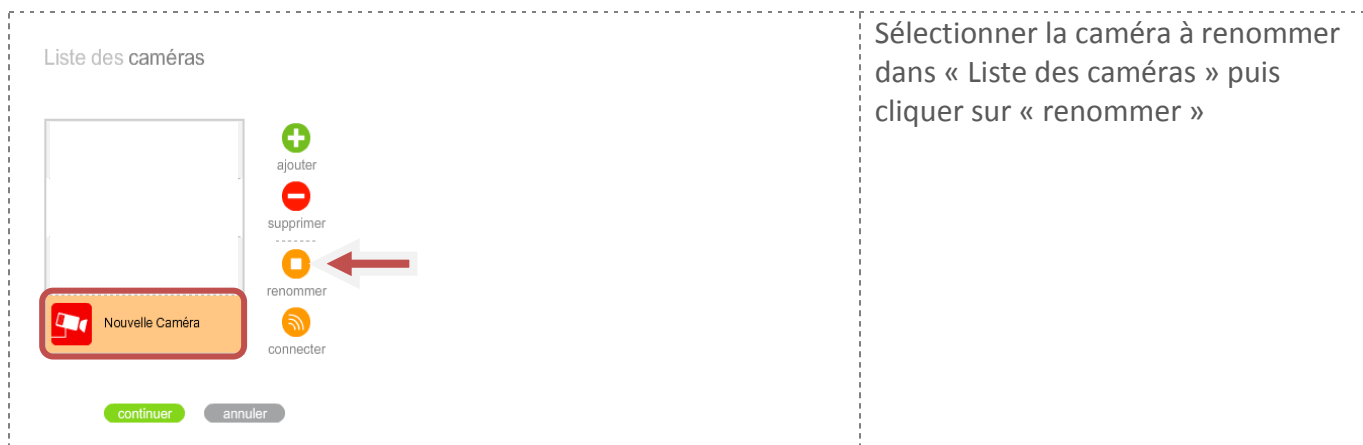 Liste des caméras
ajouter
supprimer
renommer
Nouvelle Caméra
connecter
continuer
annuler
Sélectionner la caméra à renommer
dans « Liste des caméras » puis
cliquer sur « renommer »